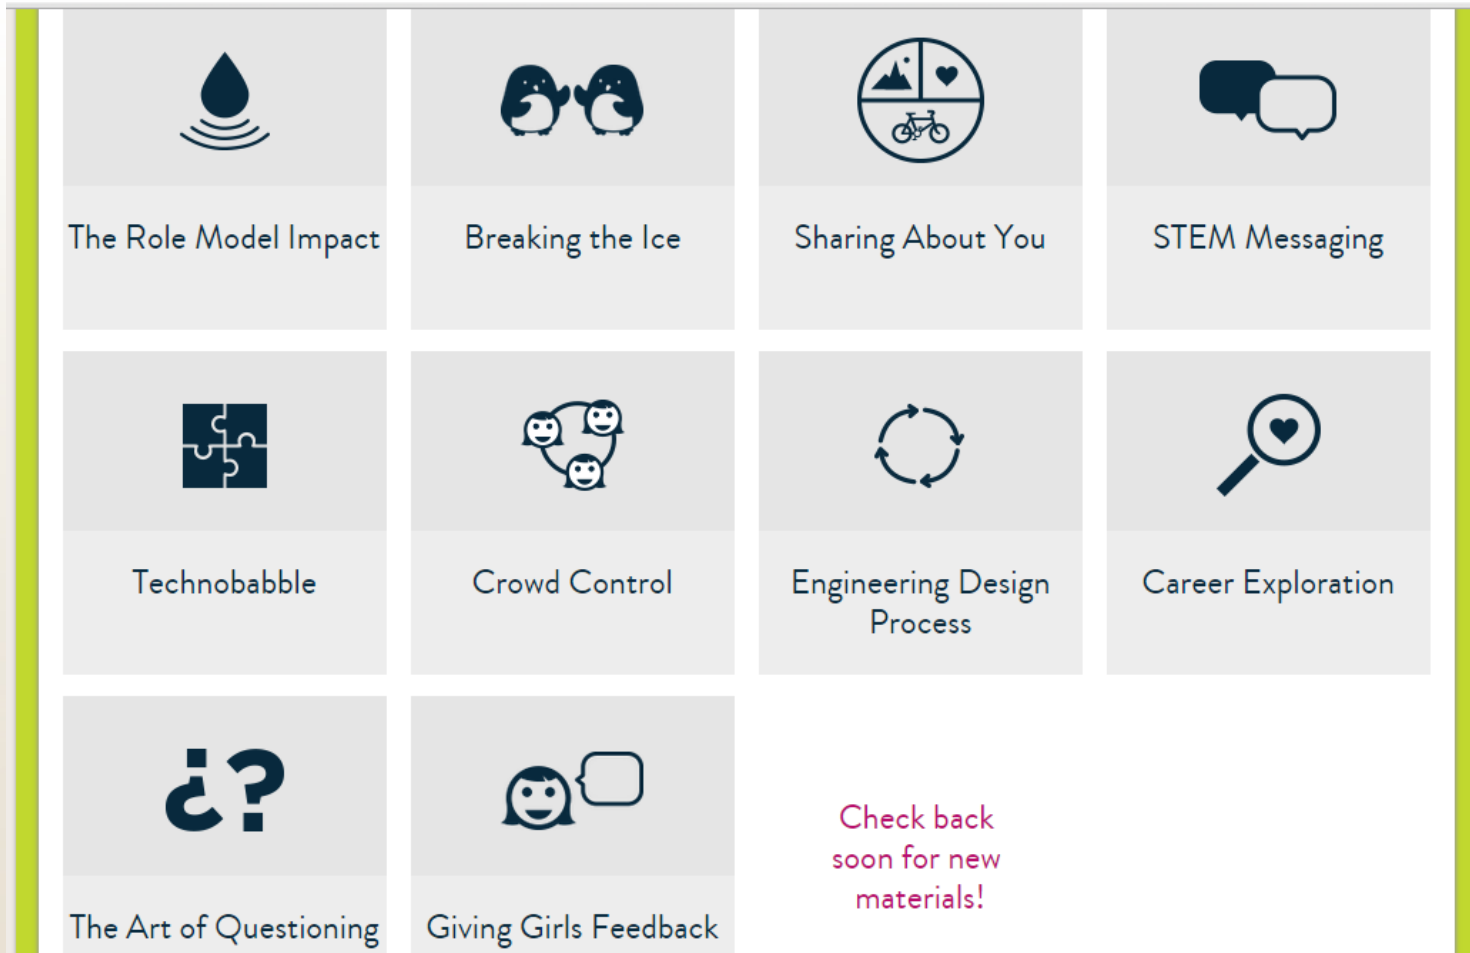 The Role Model Impact
Breaking the Ice
Sharing About You
STEM Messaging
Technobabble
Crowd Control
Engineering Design
Process
Career Exploration
¿?
The Art of Questioning
Giving Girls Feedback
Check back
soon for new
materials!